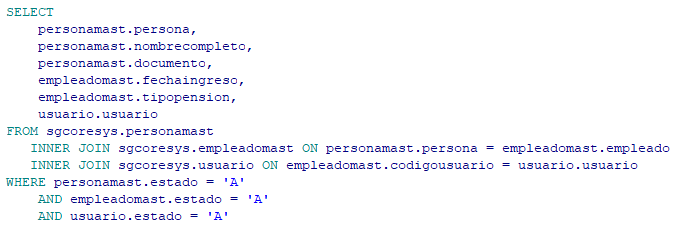 SELECT
    personamast.persona,
    personamast.nombrecompleto,
    personamast.documento,
    empleadomast.fechaingreso,
    empleadomast.tipopension,
    usuario.usuario
FROM sgcoresys.personamast
   INNER JOIN sgcoresys.empleadomast ON personamast.persona = empleadomast.empleado
   INNER JOIN sgcoresys.usuario ON empleadomast.codigousuario = usuario.usuario
WHERE personamast.estado = 'A'
    AND empleadomast.estado = 'A'
    AND usuario.estado = 'A'